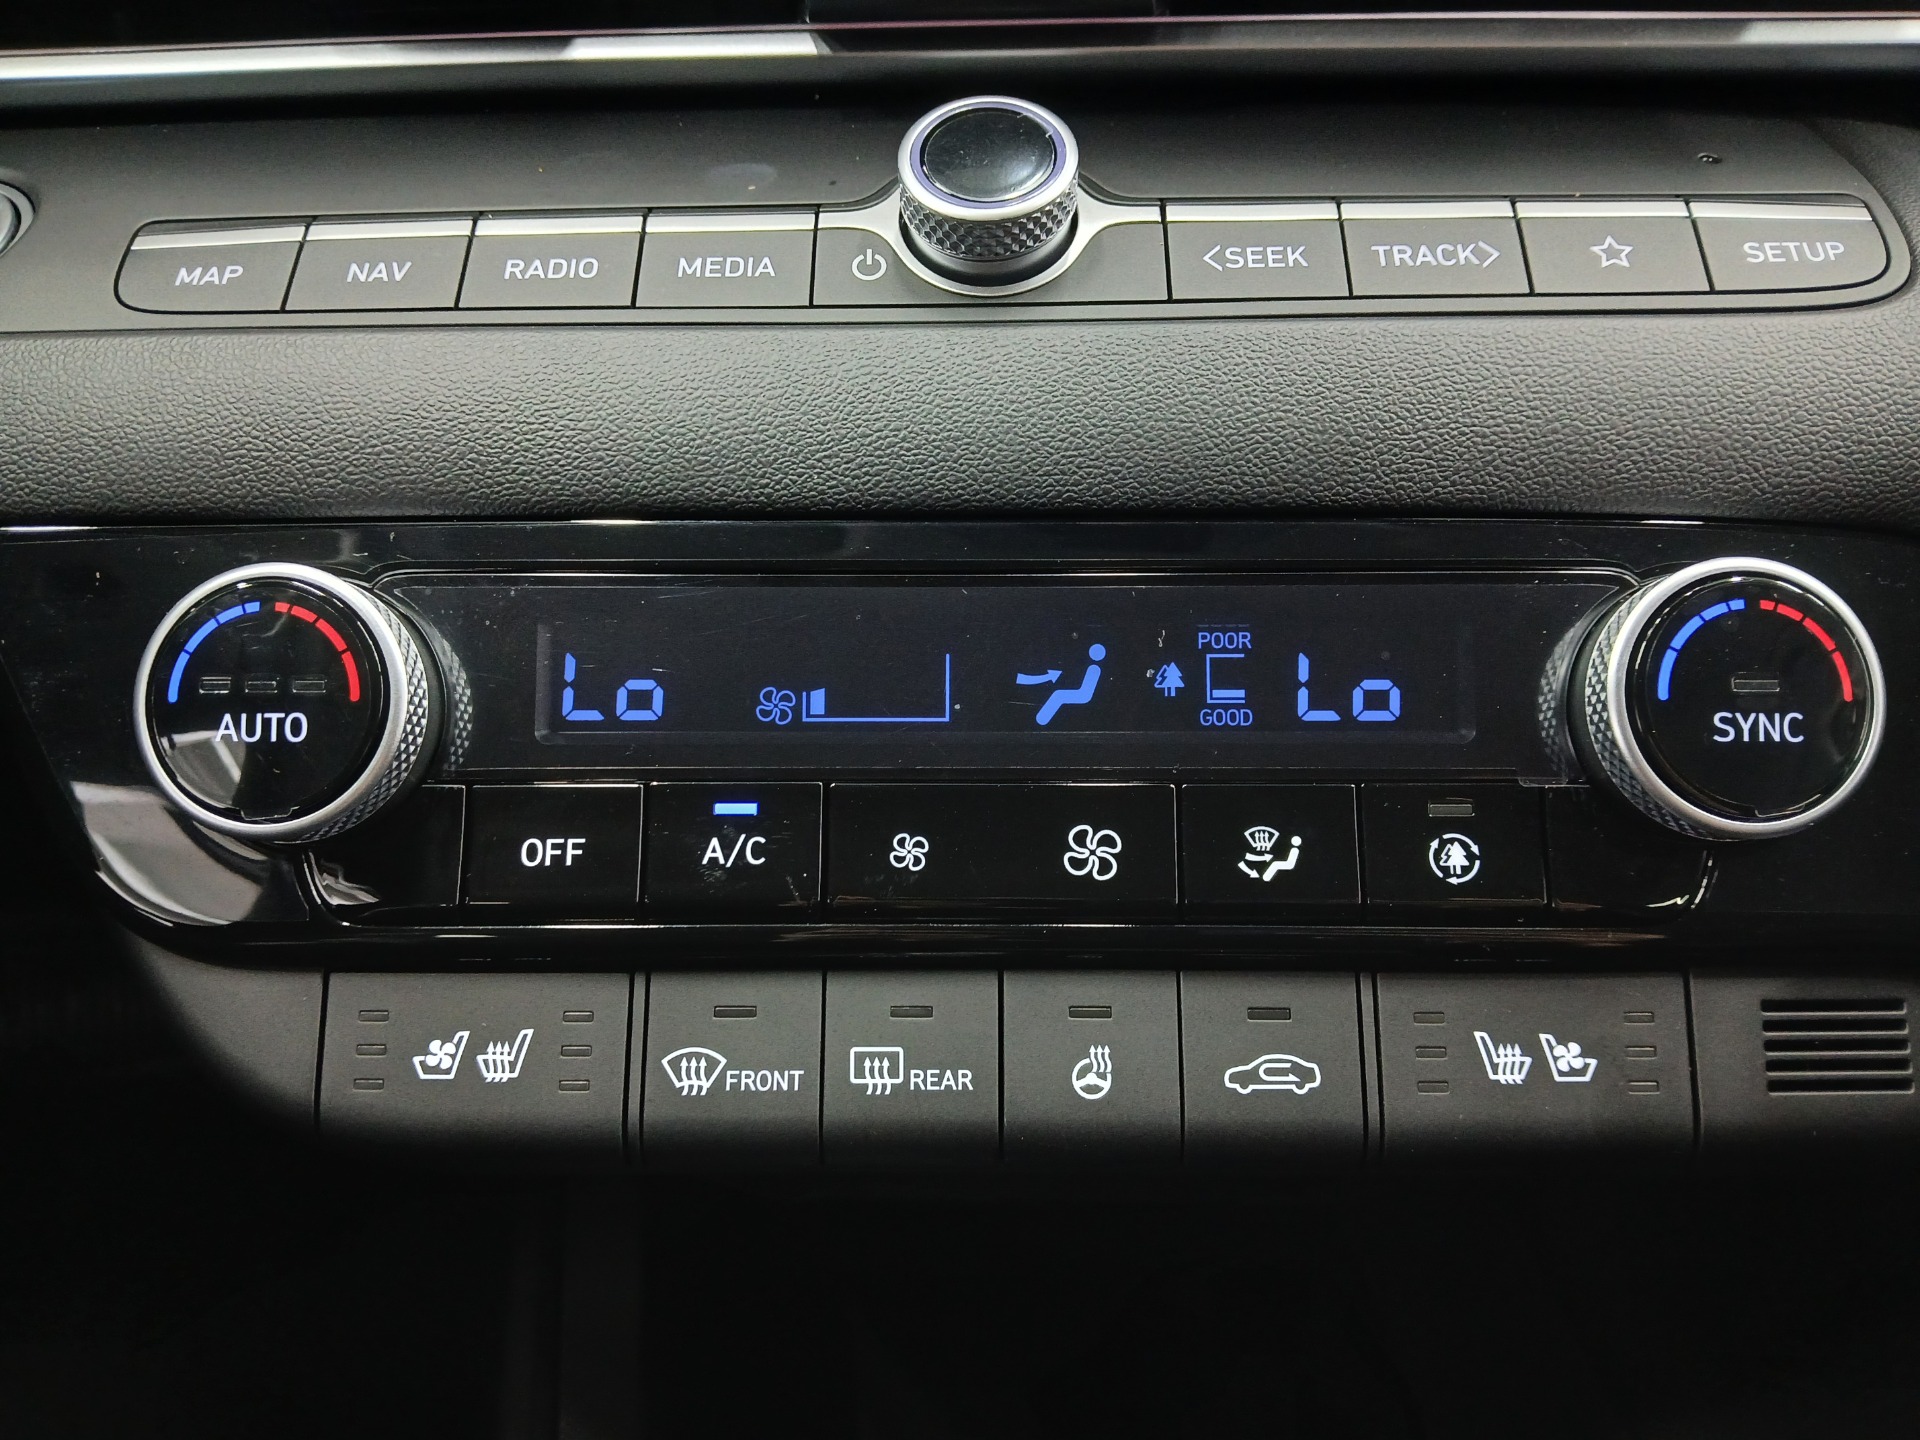 MAP NAV RADIO MEDIA <SEEK TRACK> SETUP
POOR
Lo Lo
GOOD
AUTO SYNC
OFF A/C
FRONT REAR